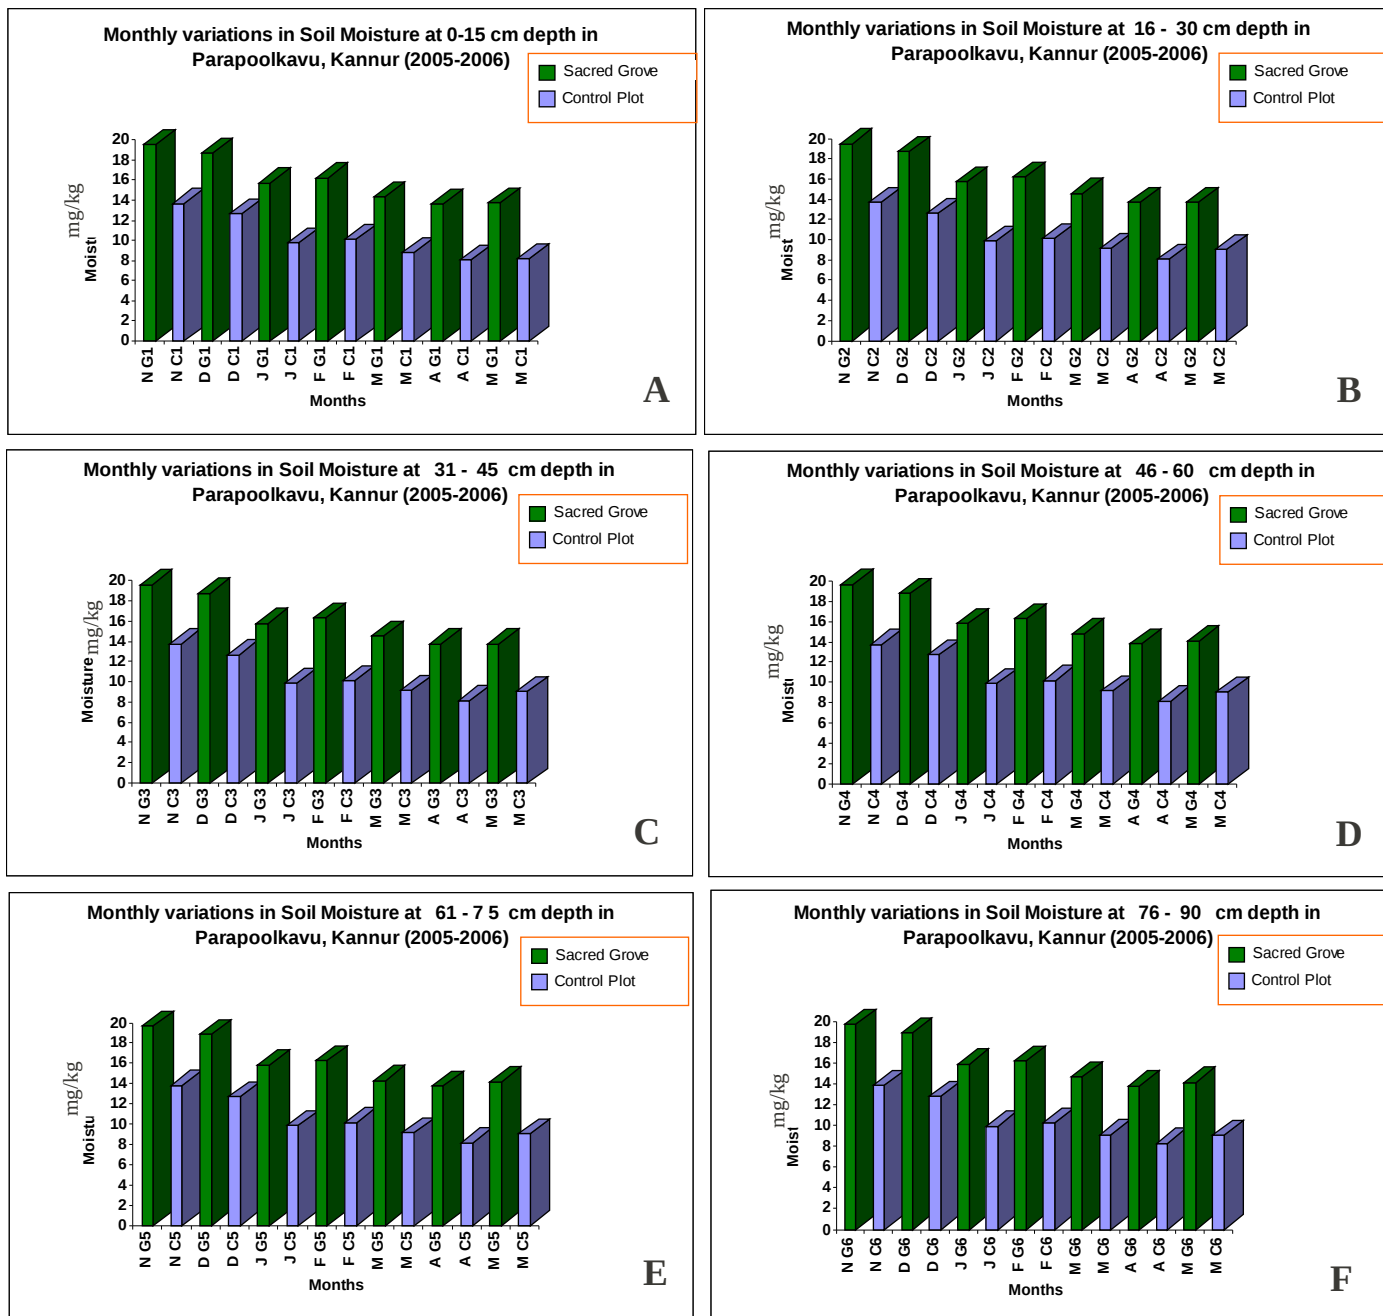 Monthly variations in Soil Moisture at 0-15 cm depth in
Parapoolkavu, Kannur (2005-2006)
Sacred Grove
Control Plot
mg/kg
Moistu
20
18
16
14
12
10
8
6
4
2
0
N G1
N C1
D G1
D C1
J G1
J C1
F G1
F C1
M G1
M C1
A G1
A C1
M G1
M C1
Months
A
Monthly variations in Soil Moisture at 16 - 30 cm depth in
Parapoolkavu, Kannur (2005-2006)
Sacred Grove
Control Plot
mg/kg
Moist
20
18
16
14
12
10
8
6
4
2
0
N G2
N C2
D G2
D C2
J G2
J C2
F G2
F C2
M G2
M C2
A G2
A C2
M G2
M C2
Months
B
Monthly variations in Soil Moisture at 31 - 45 cm depth in
Parapoolkavu, Kannur (2005-2006)
Sacred Grove
Control Plot
mg/kg
Moisture
20
18
16
14
12
10
8
6
4
2
0
N G3
N C3
D G3
D C3
J G3
J C3
F G3
F C3
M G3
M C3
A G3
A C3
M G3
M C3
Months
C
Monthly variations in Soil Moisture at 46 - 60 cm depth in
Parapoolkavu, Kannur (2005-2006)
Sacred Grove
Control Plot
mg/kg
Moistu
20
18
16
14
12
10
8
6
4
2
0
N G4
N C4
D G4
D C4
J G4
J C4
F G4
F C4
M G4
M C4
A G4
A C4
M G4
M C4
Months
D
Monthly variations in Soil Moisture at 61 - 7 5 cm depth in
Parapoolkavu, Kannur (2005-2006)
Sacred Grove
Control Plot
mg/kg
Moistu
20
18
16
14
12
10
8
6
4
2
0
N G5
N C5
D G5
D C5
J G5
J C5
F G5
F C5
M G5
M C5
A G5
A C5
M G5
M C5
Months
E
Monthly variations in Soil Moisture at 76 - 90 cm depth in
Parapoolkavu, Kannur (2005-2006)
Sacred Grove
Control Plot
mg/kg
Moist
20
18
16
14
12
10
8
6
4
2
0
N G6
N C6
D G6
D C6
J G6
J C6
F G6
F C6
M G6
M C6
A G6
A C6
M G6
M C6
Months
F